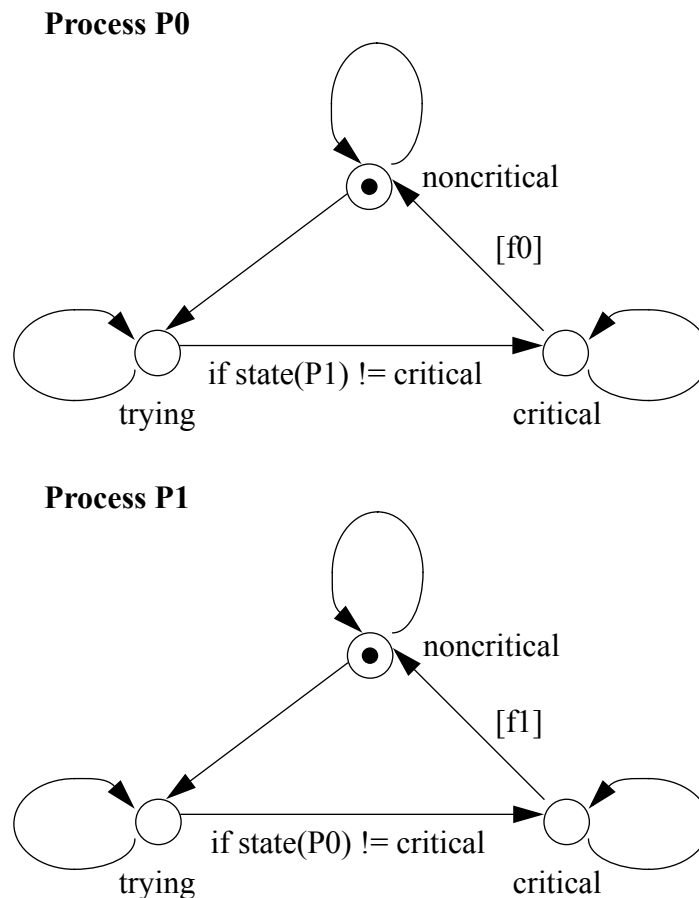 Process P0
noncritical
[f0]
if state(P1) != critical
trying
critical
Process P1
noncritical
[f1]
if state(P0) != critical
trying
critical